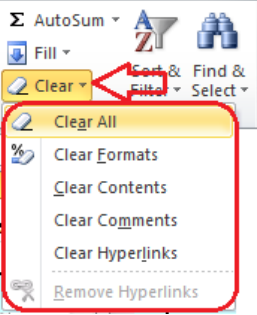 Σ AutoSum
Fill
Clear
Sort & Filter
Find & Select
Clear All
Clear Formats
Clear Contents
Clear Comments
Clear Hyperlinks
Remove Hyperlinks